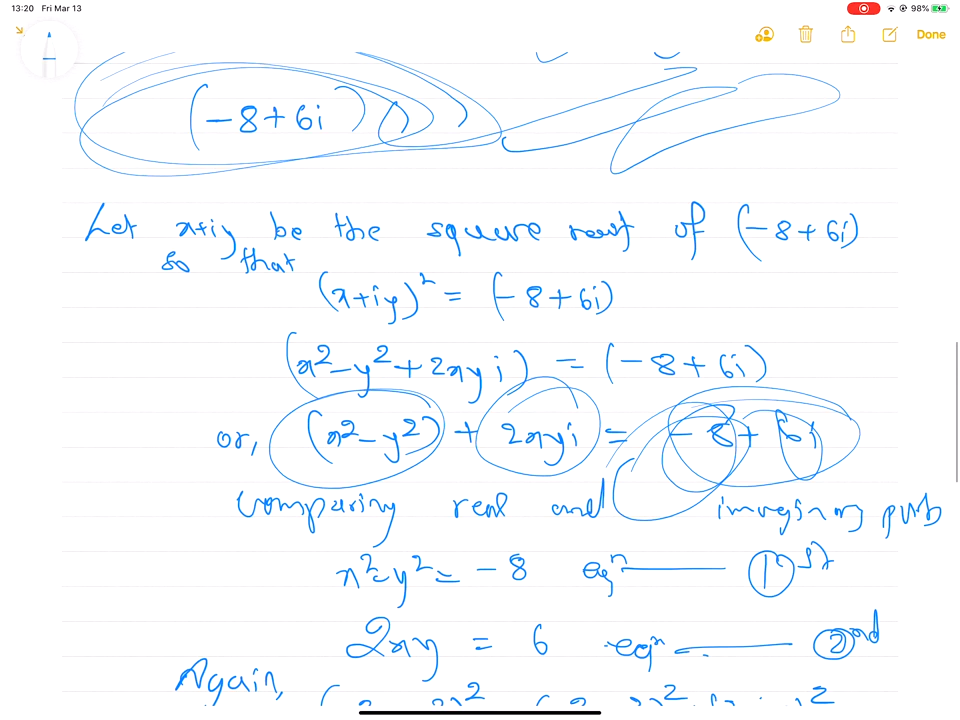 13:20 Fri Mar 13
98%
Done
(-8+6i)
Let x+iy be the square root of (-8+6i)
so that
(x+iy)² = (-8+6i)
(x²-y²+2xyi) = (-8+6i)
or, (x²-y²) + 2xyi = -8+6i
comparing real and imaginary parts
x²-y² = -8 eqⁿ 1st
2xy = 6 eqⁿ 2nd
Again,